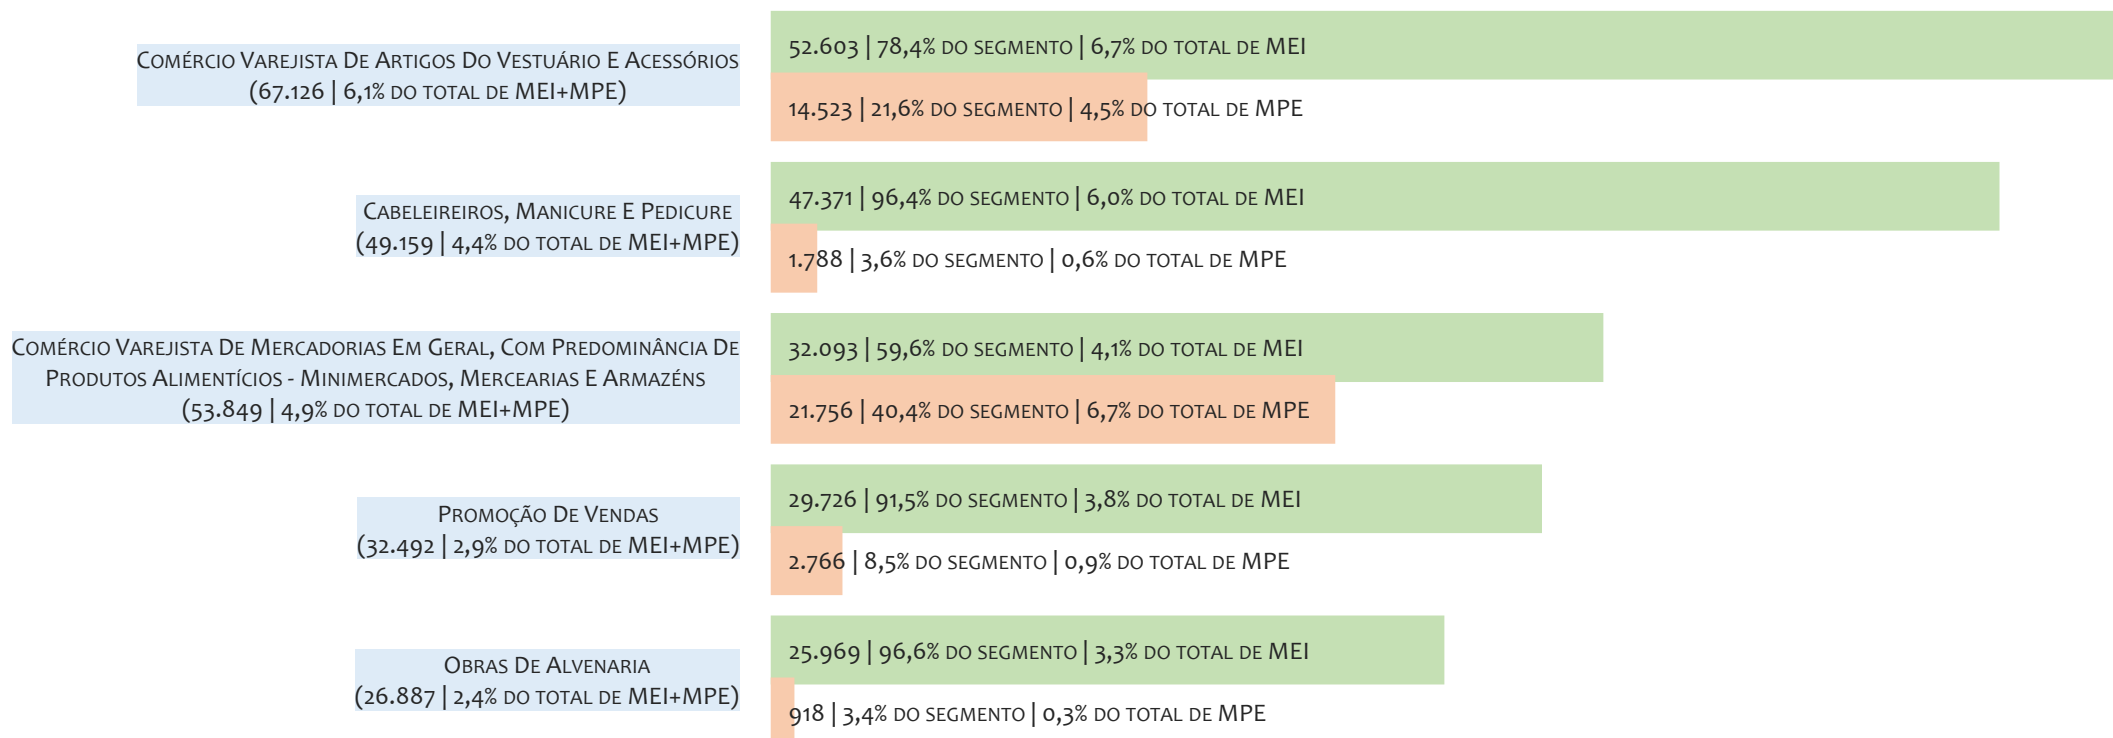 Comércio Varejista De Artigos Do Vestuário E Acessórios
(67.126 | 6,1% do total de MEI+MPE)
52.603 | 78,4% do segmento | 6,7% do total de MEI
14.523 | 21,6% do segmento | 4,5% do total de MPE
Cabeleireiros, Manicure E Pedicure
(49.159 | 4,4% do total de MEI+MPE)
47.371 | 96,4% do segmento | 6,0% do total de MEI
1.788 | 3,6% do segmento | 0,6% do total de MPE
Comércio Varejista De Mercadorias Em Geral, Com Predominância De
Produtos Alimentícios - Minimercados, Mercearias E Armazéns
(53.849 | 4,9% do total de MEI+MPE)
32.093 | 59,6% do segmento | 4,1% do total de MEI
21.756 | 40,4% do segmento | 6,7% do total de MPE
Promoção De Vendas
(32.492 | 2,9% do total de MEI+MPE)
29.726 | 91,5% do segmento | 3,8% do total de MEI
2.766 | 8,5% do segmento | 0,9% do total de MPE
Obras De Alvenaria
(26.887 | 2,4% do total de MEI+MPE)
25.969 | 96,6% do segmento | 3,3% do total de MEI
918 | 3,4% do segmento | 0,3% do total de MPE